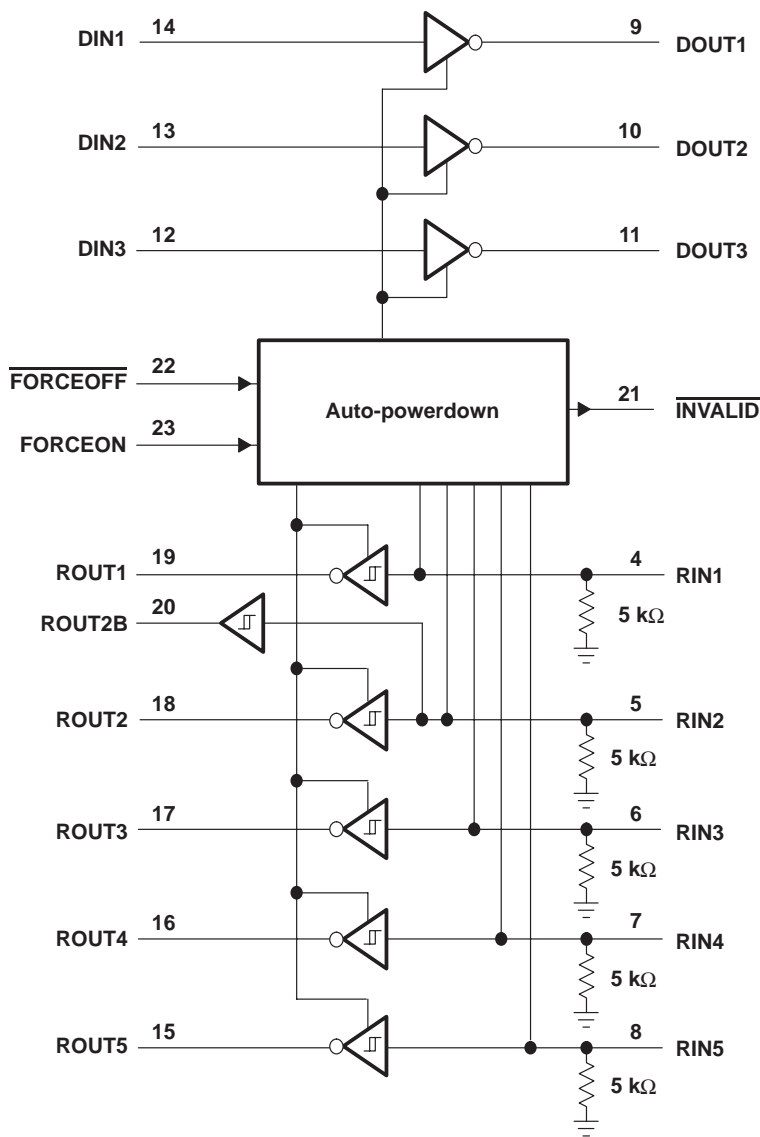 DIN1 14 9 DOUT1
DIN2 13 10 DOUT2
DIN3 12 11 DOUT3
FORCEOFF 22
Auto-powerdown
21 INVALID
FORCEON 23
ROUT1 19 4 RIN1
5 kΩ
ROUT2B 20
ROUT2 18 5 RIN2
5 kΩ
ROUT3 17 6 RIN3
5 kΩ
ROUT4 16 7 RIN4
5 kΩ
ROUT5 15 8 RIN5
5 kΩ